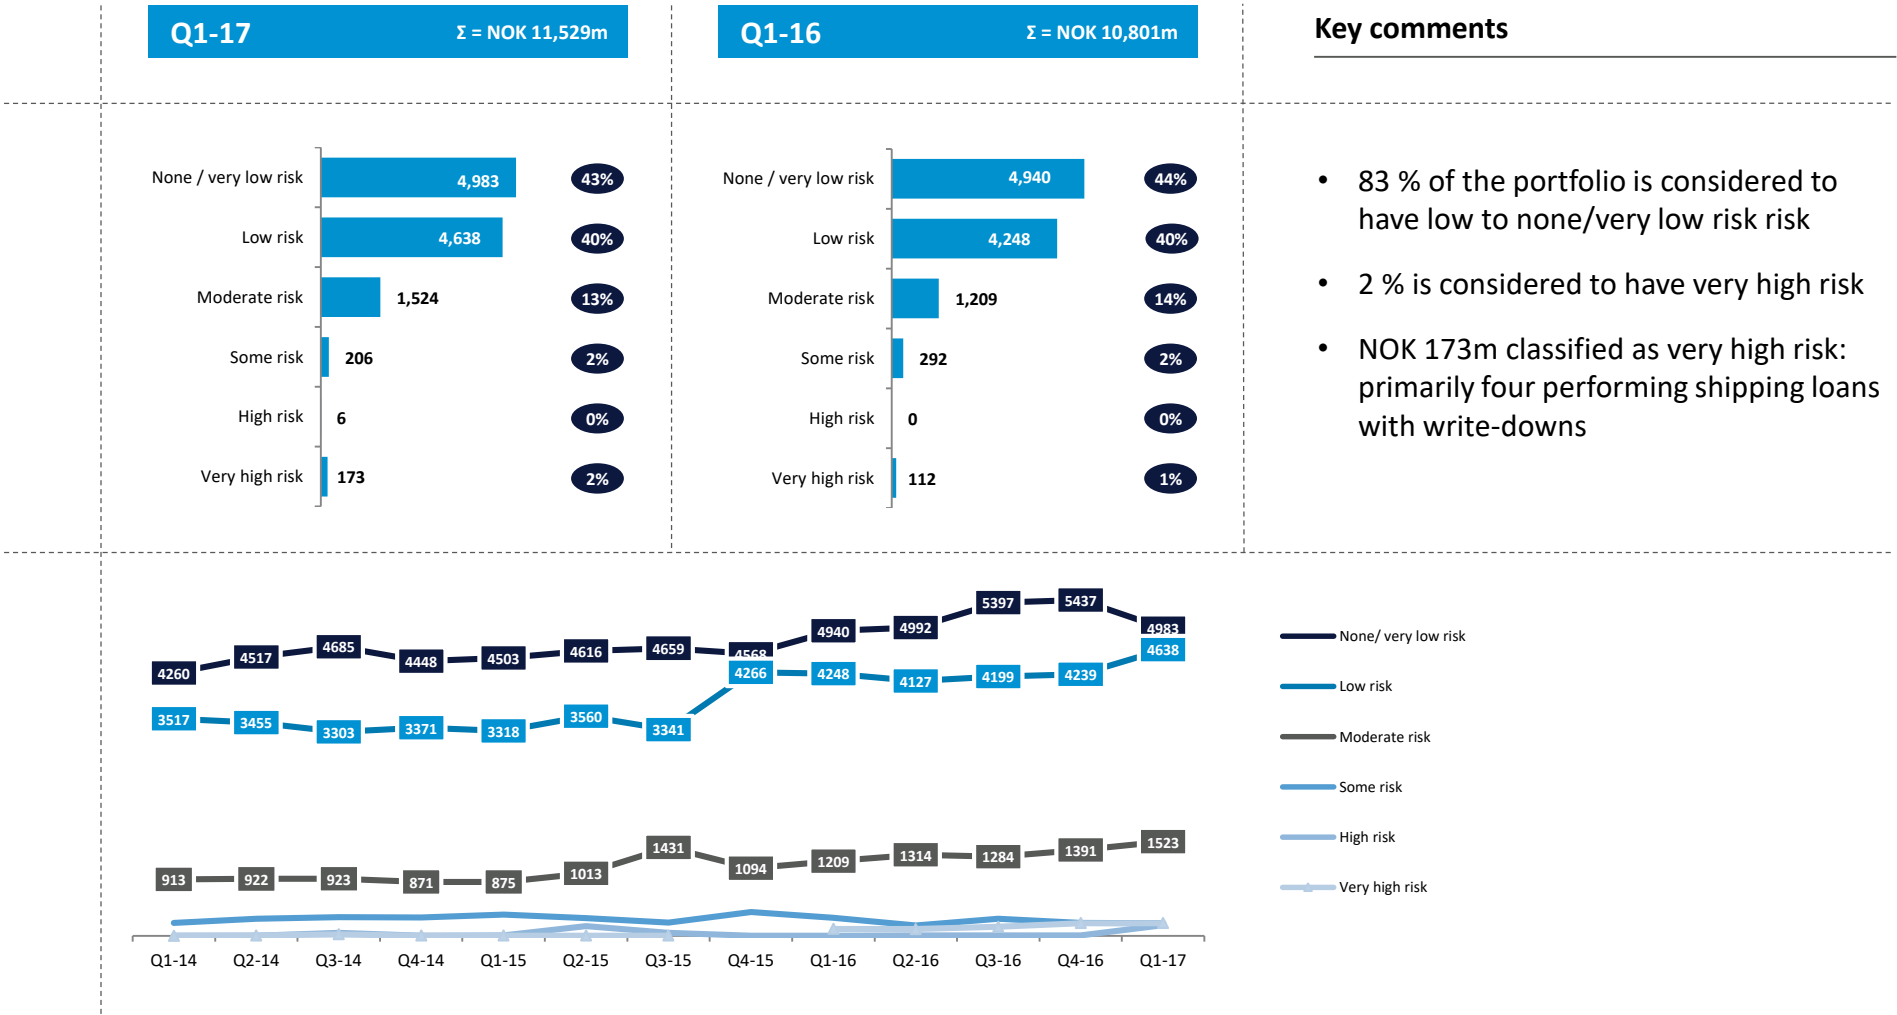 Q1-17 Σ = NOK 11,529m
Q1-16 Σ = NOK 10,801m
Key comments
None / very low risk 4,983 43%
Low risk 4,638 40%
Moderate risk 1,524 13%
Some risk 206 2%
High risk 6 0%
Very high risk 173 2%
None / very low risk 4,940 44%
Low risk 4,248 40%
Moderate risk 1,209 14%
Some risk 292 2%
High risk 0 0%
Very high risk 112 1%
• 83 % of the portfolio is considered to
have low to none/very low risk risk
• 2 % is considered to have very high risk
• NOK 173m classified as very high risk:
primarily four performing shipping loans
with write-downs
4260 4517 4685 4448 4503 4616 4659 4568 4940 4992 5397 5437 4983
3517 3455 3303 3371 3318 3560 3341 4266 4248 4127 4199 4239 4638
913 922 923 871 875 1013 1431 1094 1209 1314 1284 1391 1523
Q1-14 Q2-14 Q3-14 Q4-14 Q1-15 Q2-15 Q3-15 Q4-15 Q1-16 Q2-16 Q3-16 Q4-16 Q1-17
None/ very low risk
Low risk
Moderate risk
Some risk
High risk
Very high risk